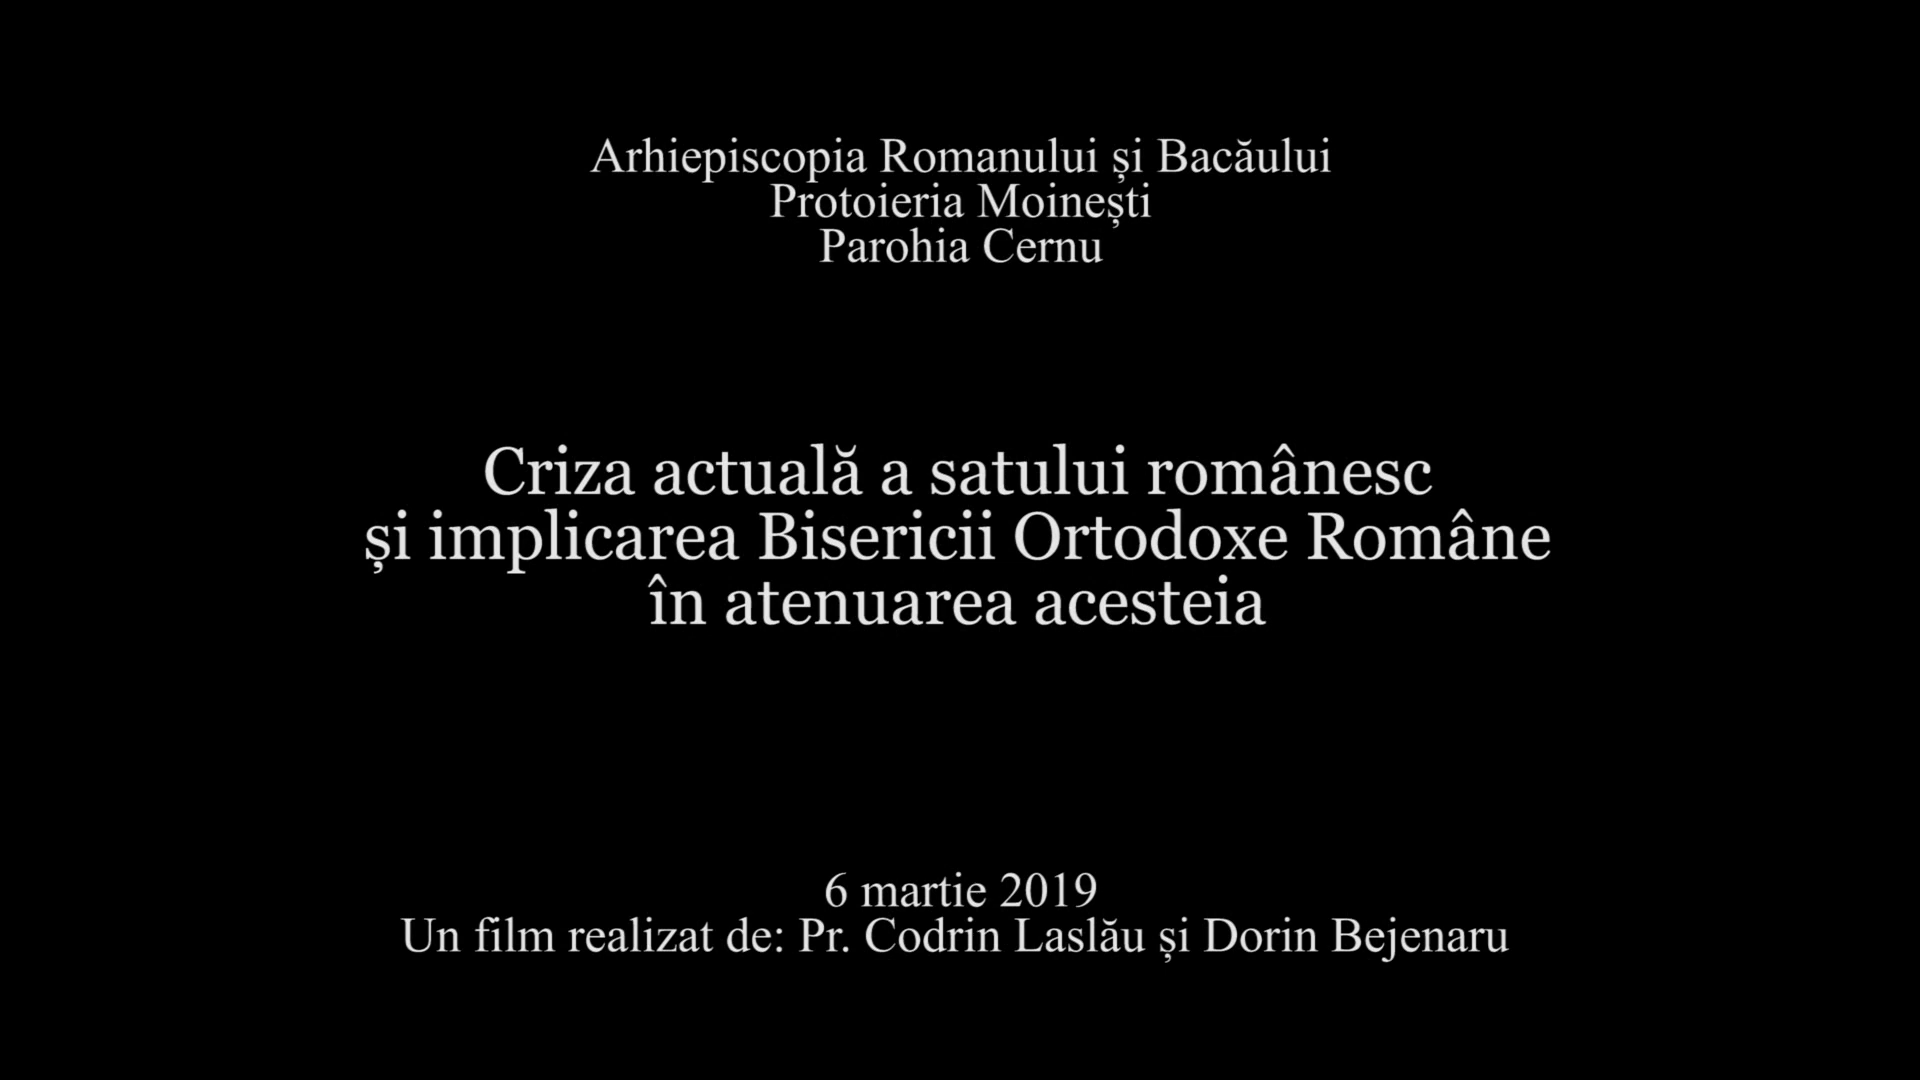 Arhiepiscopia Romanului și Bacăului
Protoieria Moinești
Parohia Cernu
Criza actuală a satului românesc
și implicarea Bisericii Ortodoxe Române
în atenuarea acesteia
6 martie 2019
Un film realizat de: Pr. Codrin Laslău și Dorin Bejenaru